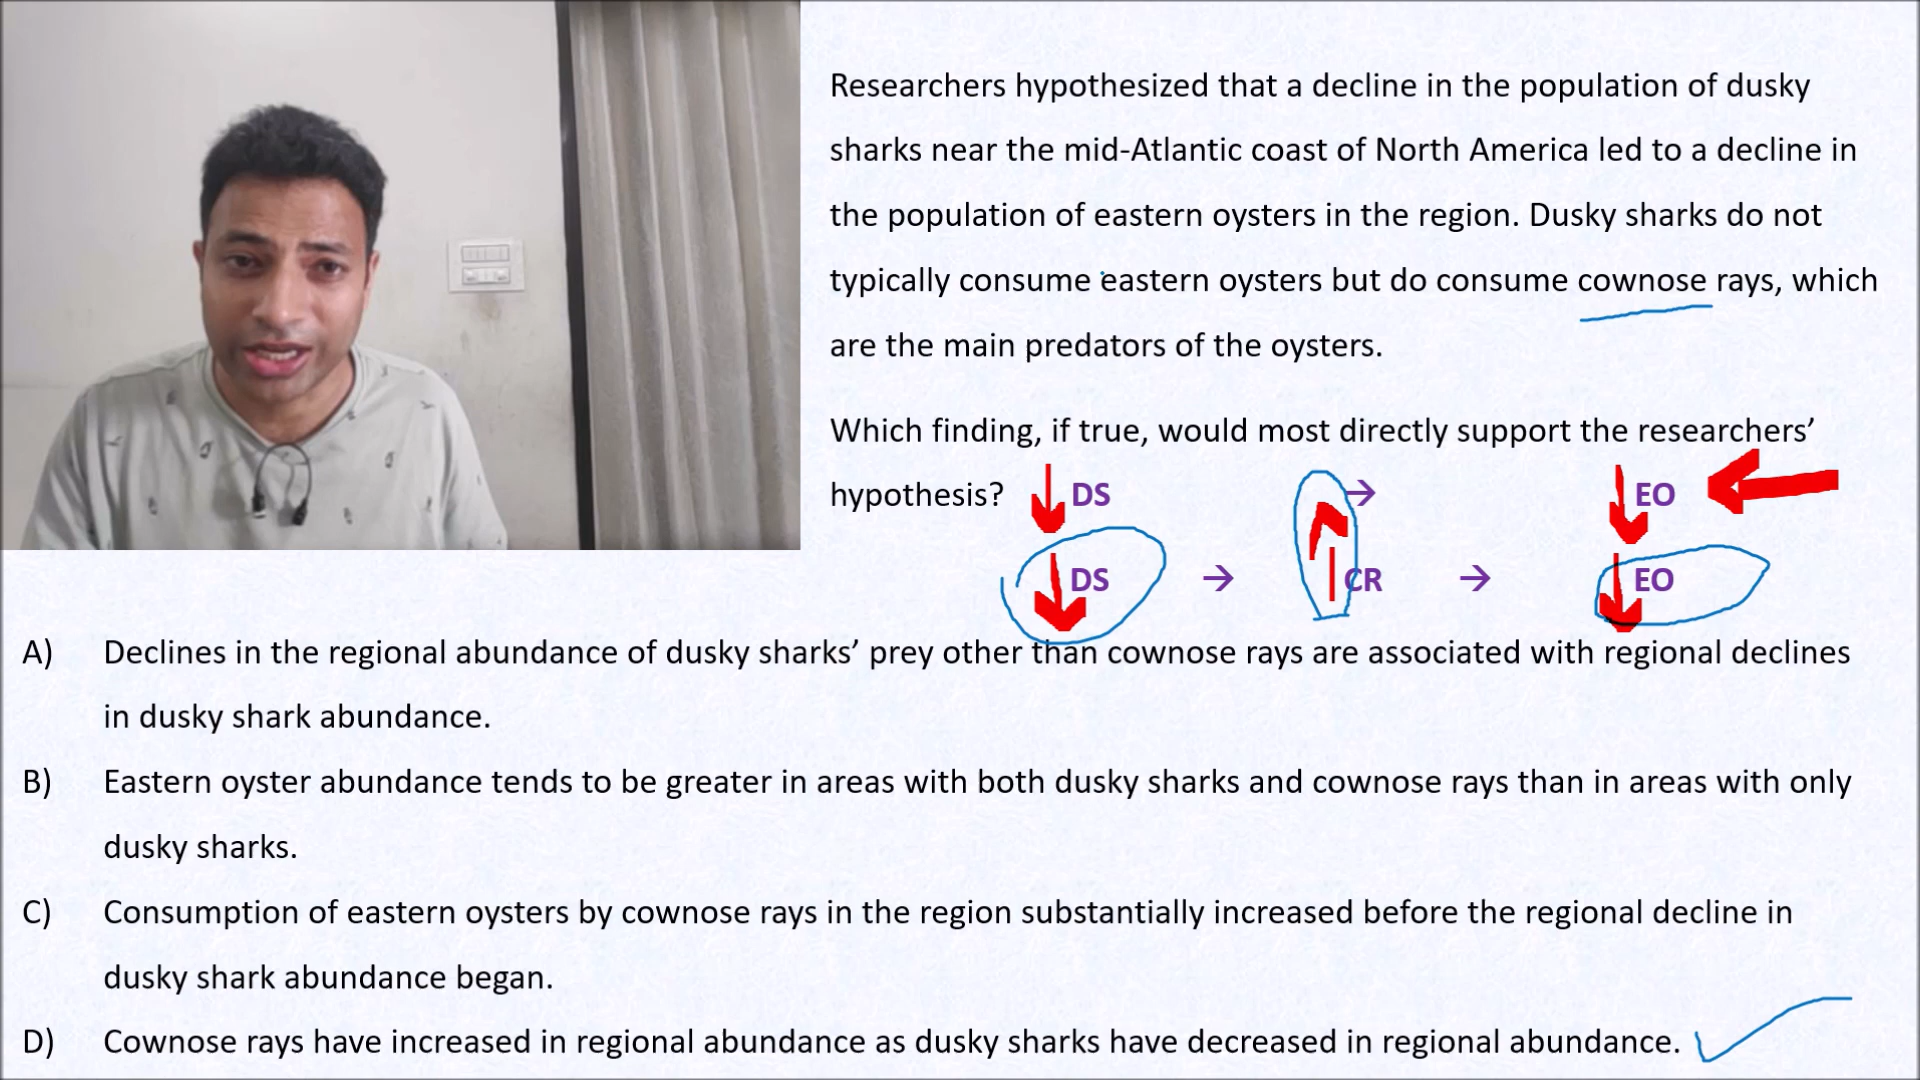 Researchers hypothesized that a decline in the population of dusky
sharks near the mid-Atlantic coast of North America led to a decline in
the population of eastern oysters in the region. Dusky sharks do not
typically consume eastern oysters but do consume cownose rays, which
are the main predators of the oysters.
Which finding, if true, would most directly support the researchers’
hypothesis? DS → EO
DS → CR → EO
A) Declines in the regional abundance of dusky sharks’ prey other than cownose rays are associated with regional declines
in dusky shark abundance.
B) Eastern oyster abundance tends to be greater in areas with both dusky sharks and cownose rays than in areas with only
dusky sharks.
C) Consumption of eastern oysters by cownose rays in the region substantially increased before the regional decline in
dusky shark abundance began.
D) Cownose rays have increased in regional abundance as dusky sharks have decreased in regional abundance.